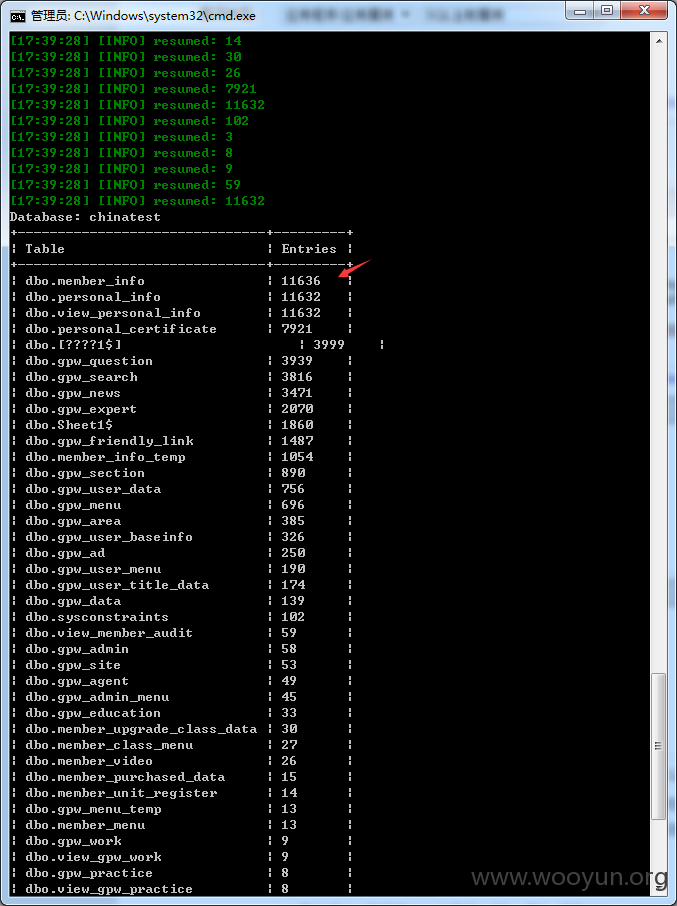 管理员: C:\Windows\system32\cmd.exe
[17:39:28] [INFO] resumed: 14
[17:39:28] [INFO] resumed: 30
[17:39:28] [INFO] resumed: 26
[17:39:28] [INFO] resumed: 7921
[17:39:28] [INFO] resumed: 11632
[17:39:28] [INFO] resumed: 102
[17:39:28] [INFO] resumed: 3
[17:39:28] [INFO] resumed: 8
[17:39:28] [INFO] resumed: 9
[17:39:28] [INFO] resumed: 59
[17:39:28] [INFO] resumed: 11632
Database: chinatest
+-------------------------------+---------+
¦ Table ¦ Entries ¦
+-------------------------------+---------+
¦ dbo.member_info ¦ 11636 ¦
¦ dbo.personal_info ¦ 11632 ¦
¦ dbo.view_personal_info ¦ 11632 ¦
¦ dbo.personal_certificate ¦ 7921 ¦
¦ dbo.[????1$] ¦ 3999 ¦
¦ dbo.gpw_question ¦ 3939 ¦
¦ dbo.gpw_search ¦ 3816 ¦
¦ dbo.gpw_news ¦ 3471 ¦
¦ dbo.gpw_expert ¦ 2070 ¦
¦ dbo.Sheet1$ ¦ 1860 ¦
¦ dbo.gpw_friendly_link ¦ 1487 ¦
¦ dbo.member_info_temp ¦ 1054 ¦
¦ dbo.gpw_section ¦ 890 ¦
¦ dbo.gpw_user_data ¦ 756 ¦
¦ dbo.gpw_menu ¦ 696 ¦
¦ dbo.gpw_area ¦ 385 ¦
¦ dbo.gpw_user_baseinfo ¦ 326 ¦
¦ dbo.gpw_ad ¦ 250 ¦
¦ dbo.gpw_user_menu ¦ 190 ¦
¦ dbo.gpw_user_title_data ¦ 174 ¦
¦ dbo.gpw_data ¦ 139 ¦
¦ dbo.sysconstraints ¦ 102 ¦
¦ dbo.view_member_audit ¦ 59 ¦
¦ dbo.gpw_admin ¦ 58 ¦
¦ dbo.gpw_site ¦ 53 ¦
¦ dbo.gpw_agent ¦ 49 ¦
¦ dbo.gpw_admin_menu ¦ 45 ¦
¦ dbo.gpw_education ¦ 33 ¦
¦ dbo.member_upgrade_class_data ¦ 30 ¦
¦ dbo.member_class_menu ¦ 27 ¦
¦ dbo.member_video ¦ 26 ¦
¦ dbo.member_purchased_data ¦ 15 ¦
¦ dbo.member_unit_register ¦ 14 ¦
¦ dbo.gpw_menu_temp ¦ 13 ¦
¦ dbo.member_menu ¦ 13 ¦
¦ dbo.gpw_work ¦ 9 ¦
¦ dbo.view_gpw_work ¦ 9 ¦
¦ dbo.gpw_practice ¦ 8 ¦
¦ dbo.view_gpw_practice ¦ 8 ¦
www.wooyun.org